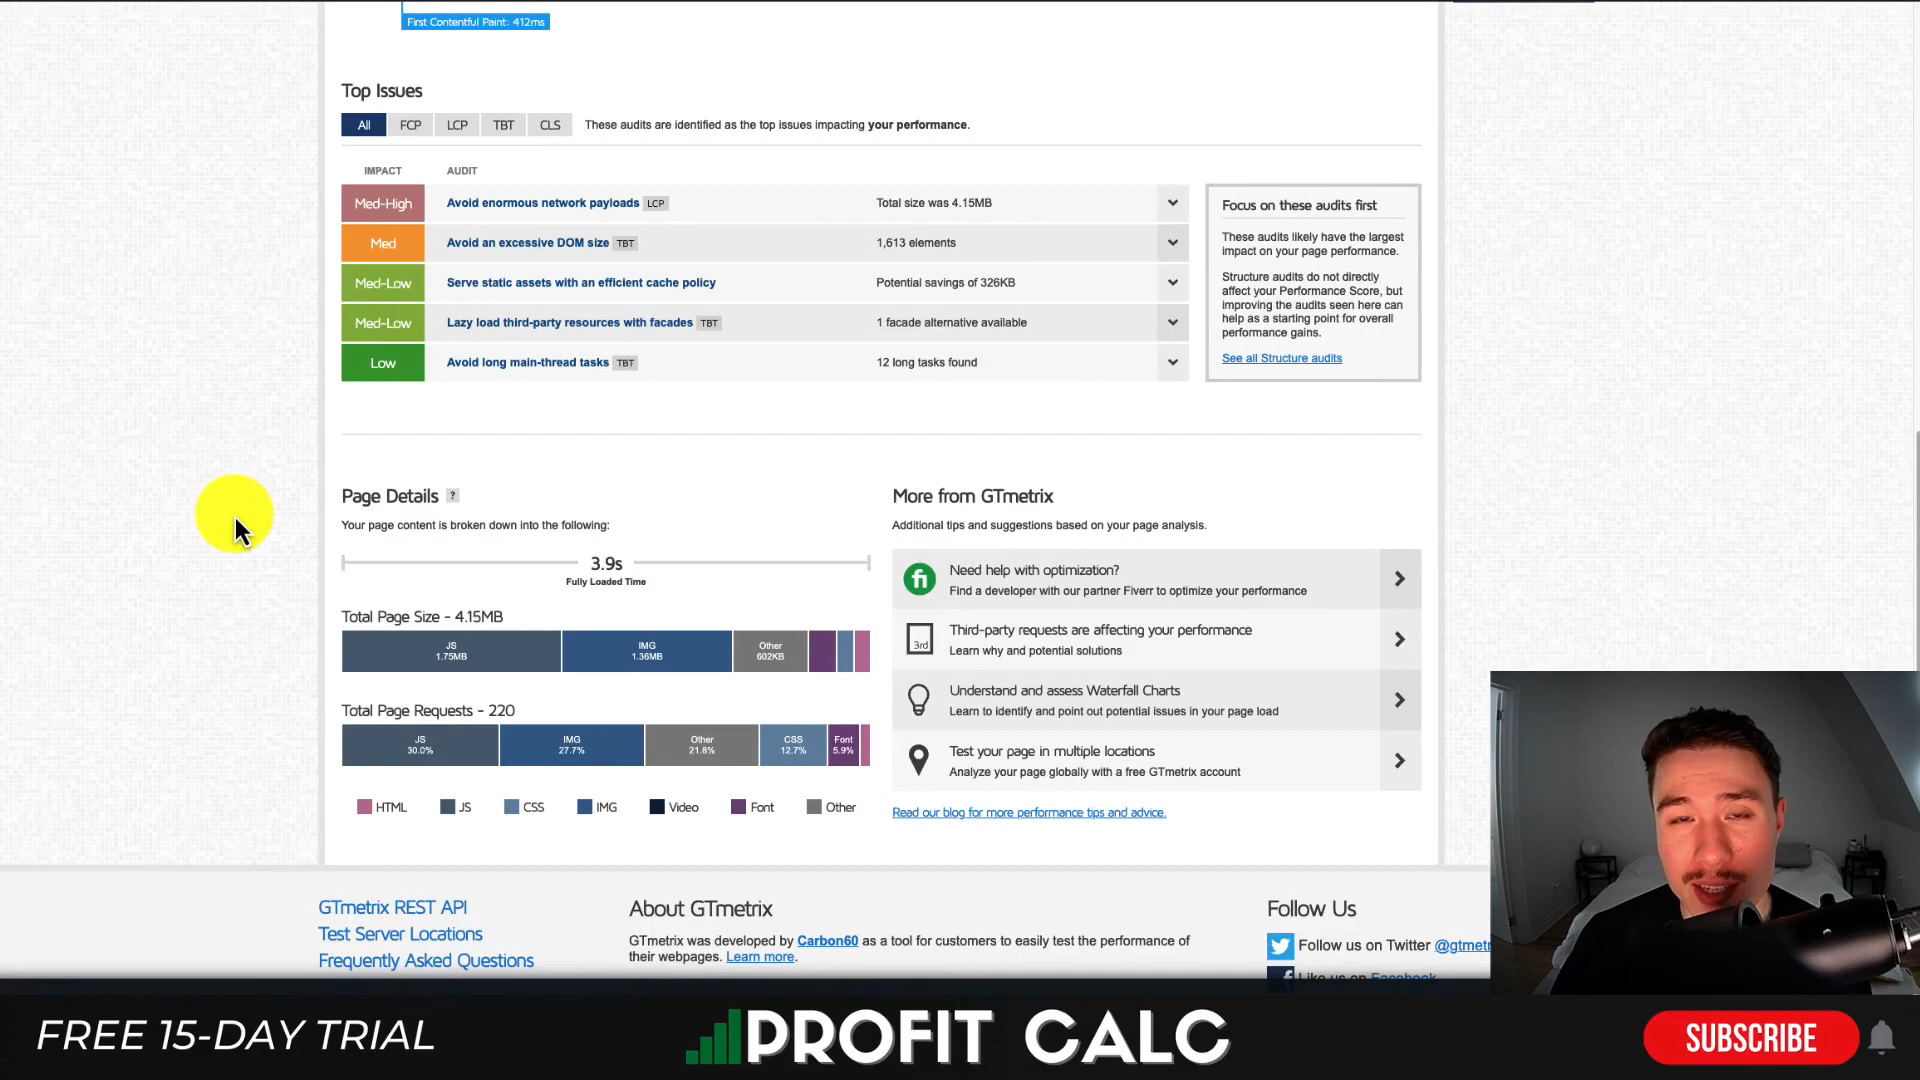 First Contentful Paint: 412ms
Top Issues
All FCP LCP TBT CLS These audits are identified as the top issues impacting your performance.
IMPACT AUDIT
Med-High Avoid enormous network payloads LCP Total size was 4.15MB
Med Avoid an excessive DOM size TBT 1,613 elements
Med-Low Serve static assets with an efficient cache policy Potential savings of 326KB
Med-Low Lazy load third-party resources with facades TBT 1 facade alternative available
Low Avoid long main-thread tasks TBT 12 long tasks found
Focus on these audits first
These audits likely have the largest
impact on your page performance.
Structure audits do not directly
affect your Performance Score, but
improving the audits seen here can
help as a starting point for overall
performance gains.
See all Structure audits
Page Details ?
Your page content is broken down into the following:
3.9s
Fully Loaded Time
Total Page Size - 4.15MB
JS IMG Other
1.75MB 1.36MB 602KB
Total Page Requests - 220
JS IMG Other CSS Font
30.0% 27.7% 21.8% 12.7% 5.9%
HTML JS CSS IMG Video Font Other
More from GTmetrix
Additional tips and suggestions based on your page analysis.
fi
Need help with optimization?
Find a developer with our partner Fiverr to optimize your performance
3rd
Third-party requests are affecting your performance
Learn why and potential solutions
Understand and assess Waterfall Charts
Learn to identify and point out potential issues in your page load
Test your page in multiple locations
Analyze your page globally with a free GTmetrix account
Read our blog for more performance tips and advice.
GTmetrix REST API
Test Server Locations
Frequently Asked Questions
About GTmetrix
GTmetrix was developed by Carbon60 as a tool for customers to easily test the performance of
their webpages. Learn more.
Follow Us
Follow us on Twitter @gtmetri
f Like us on Facebook
FREE 15-DAY TRIAL
PROFIT CALC
SUBSCRIBE